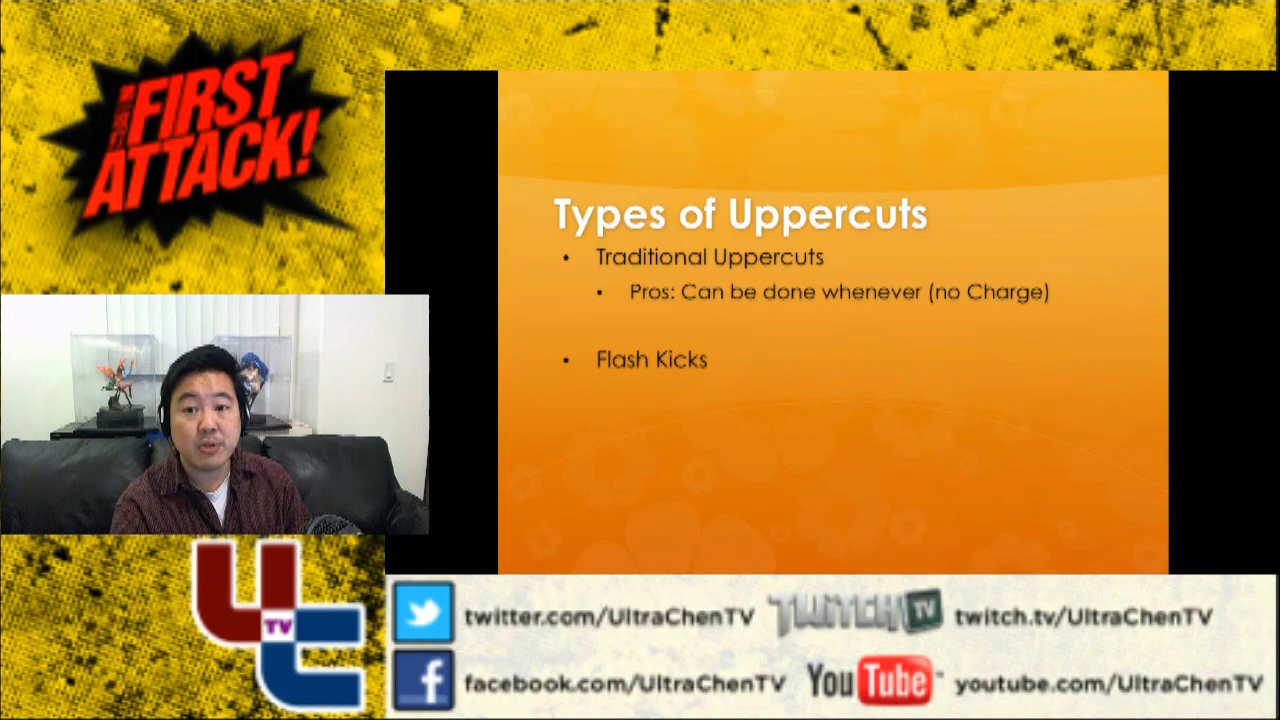 FIRST
ATTACK!
Types of Uppercuts
• Traditional Uppercuts
• Pros: Can be done whenever (no Charge)
• Flash Kicks
UC
TV
twitter.com/UltraChenTV
TWITCH TV
twitch.tv/UltraChenTV
f
facebook.com/UltraChenTV
YouTube
youtube.com/UltraChenTV